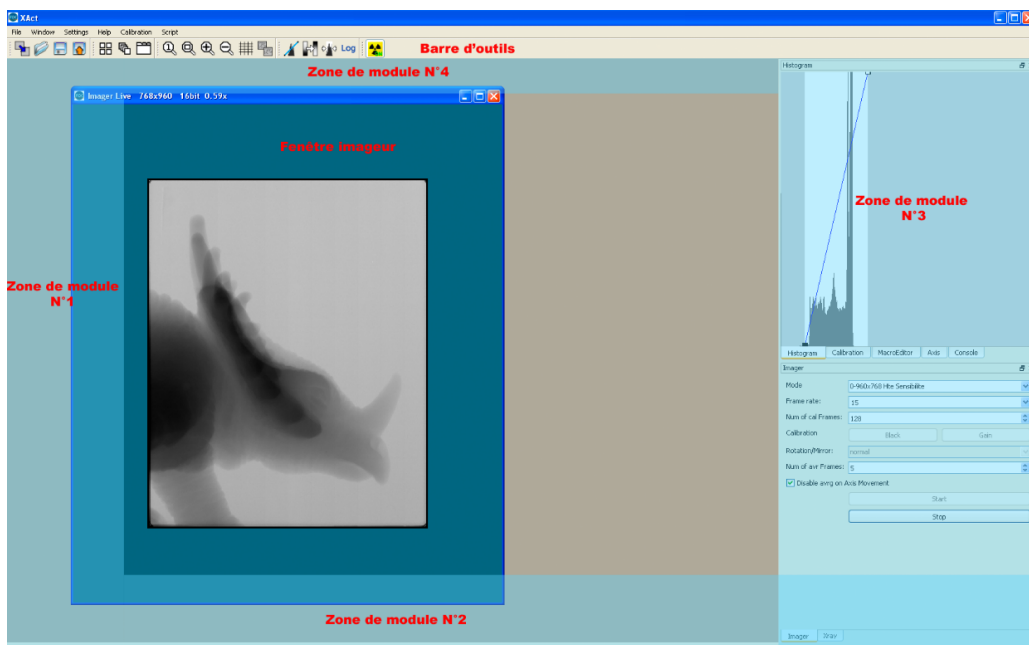 XAct
File Window Settings Help Calibration Script
Log
Barre d'outils
Zone de module N°4
Imager Live 768x960 16bit 0.59x
Fenêtre imageur
Zone de module
N°1
Zone de module N°2
Histogram
Zone de module
N°3
Histogram Calibration MacroEditor Axis Console
Imager
Mode 0-960x768 Hte Sensibilite
Frame rate: 15
Num of cal Frames: 128
Calibration Black Gain
Rotation/Mirror: normal
Num of avr Frames: 5
Disable avrg on Axis Movement
Start
Stop
Imager Xray